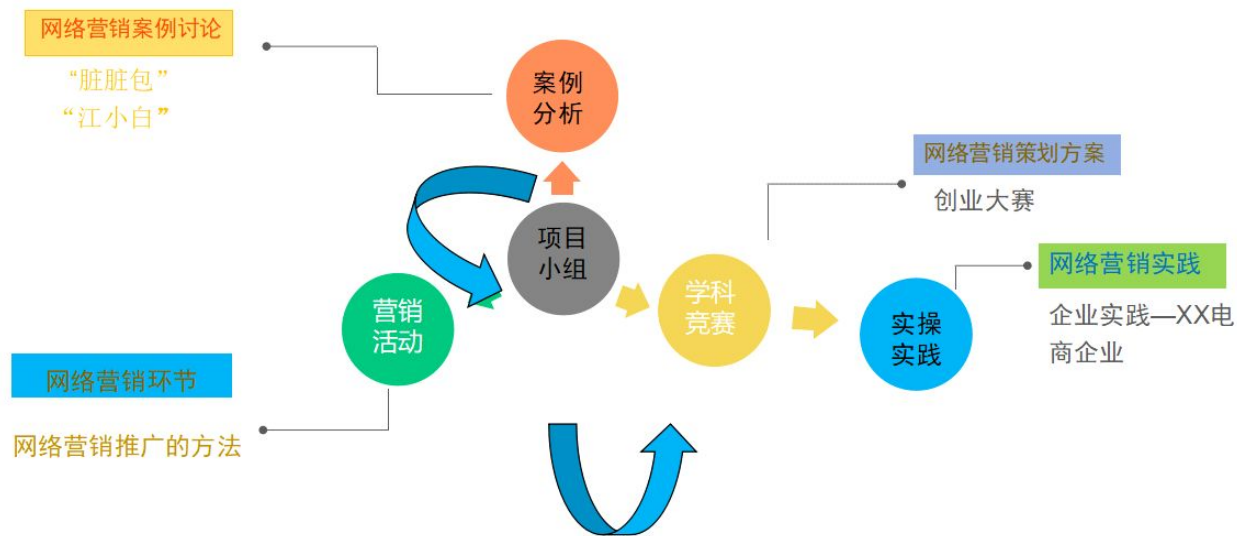 网络营销案例讨论
“脏脏包”
“江小白”
案例
分析
网络营销策划方案
创业大赛
项目
小组
网络营销实践
企业实践—XX电
商企业
学科
竞赛
营销
活动
实操
实践
网络营销环节
网络营销推广的方法